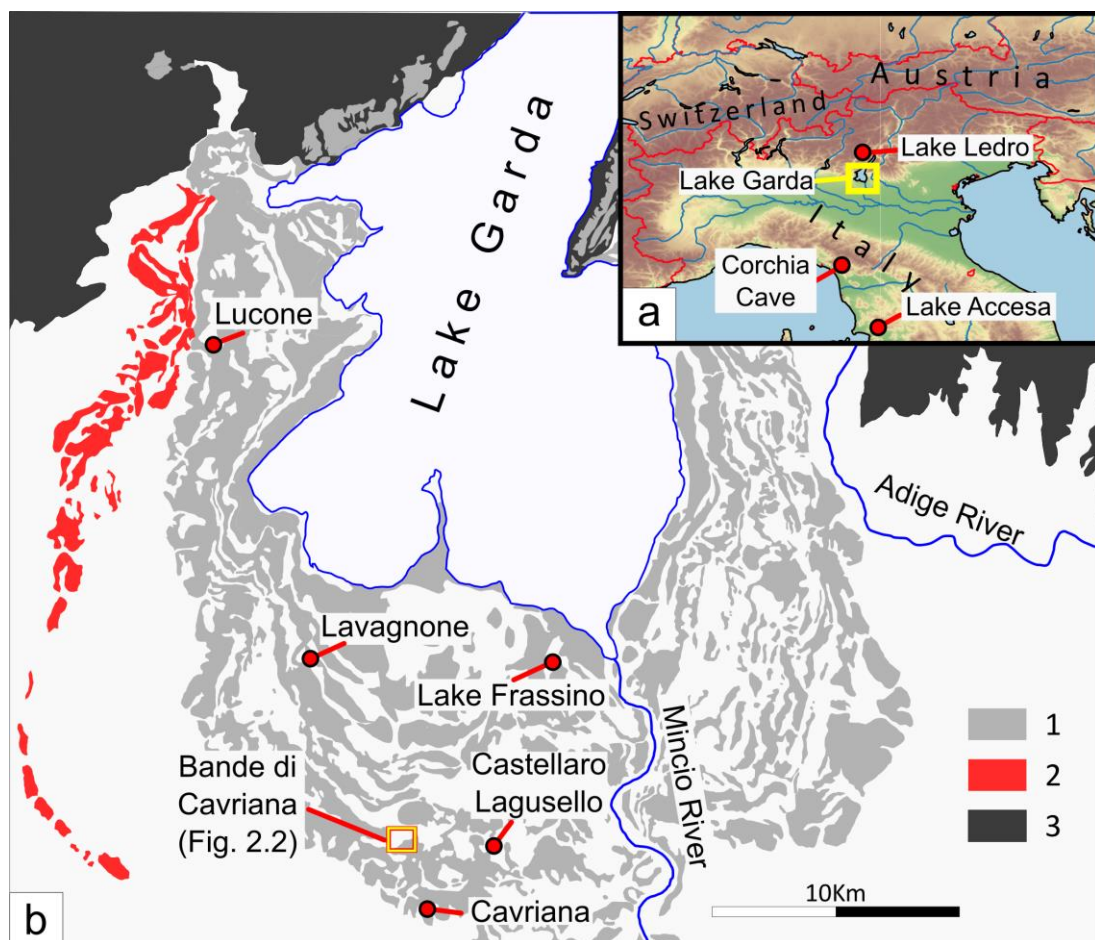 Austria
Switzerland
Lake Ledro
Lake Garda
Italy
Corchia
Cave
Lake Accesa
a
Lake Garda
Lucone
Adige River
Lavagnone
Lake Frassino
Mincio River
Bande di
Cavriana
(Fig. 2.2)
Castellaro
Lagusello
Cavriana
1
2
3
10Km
b